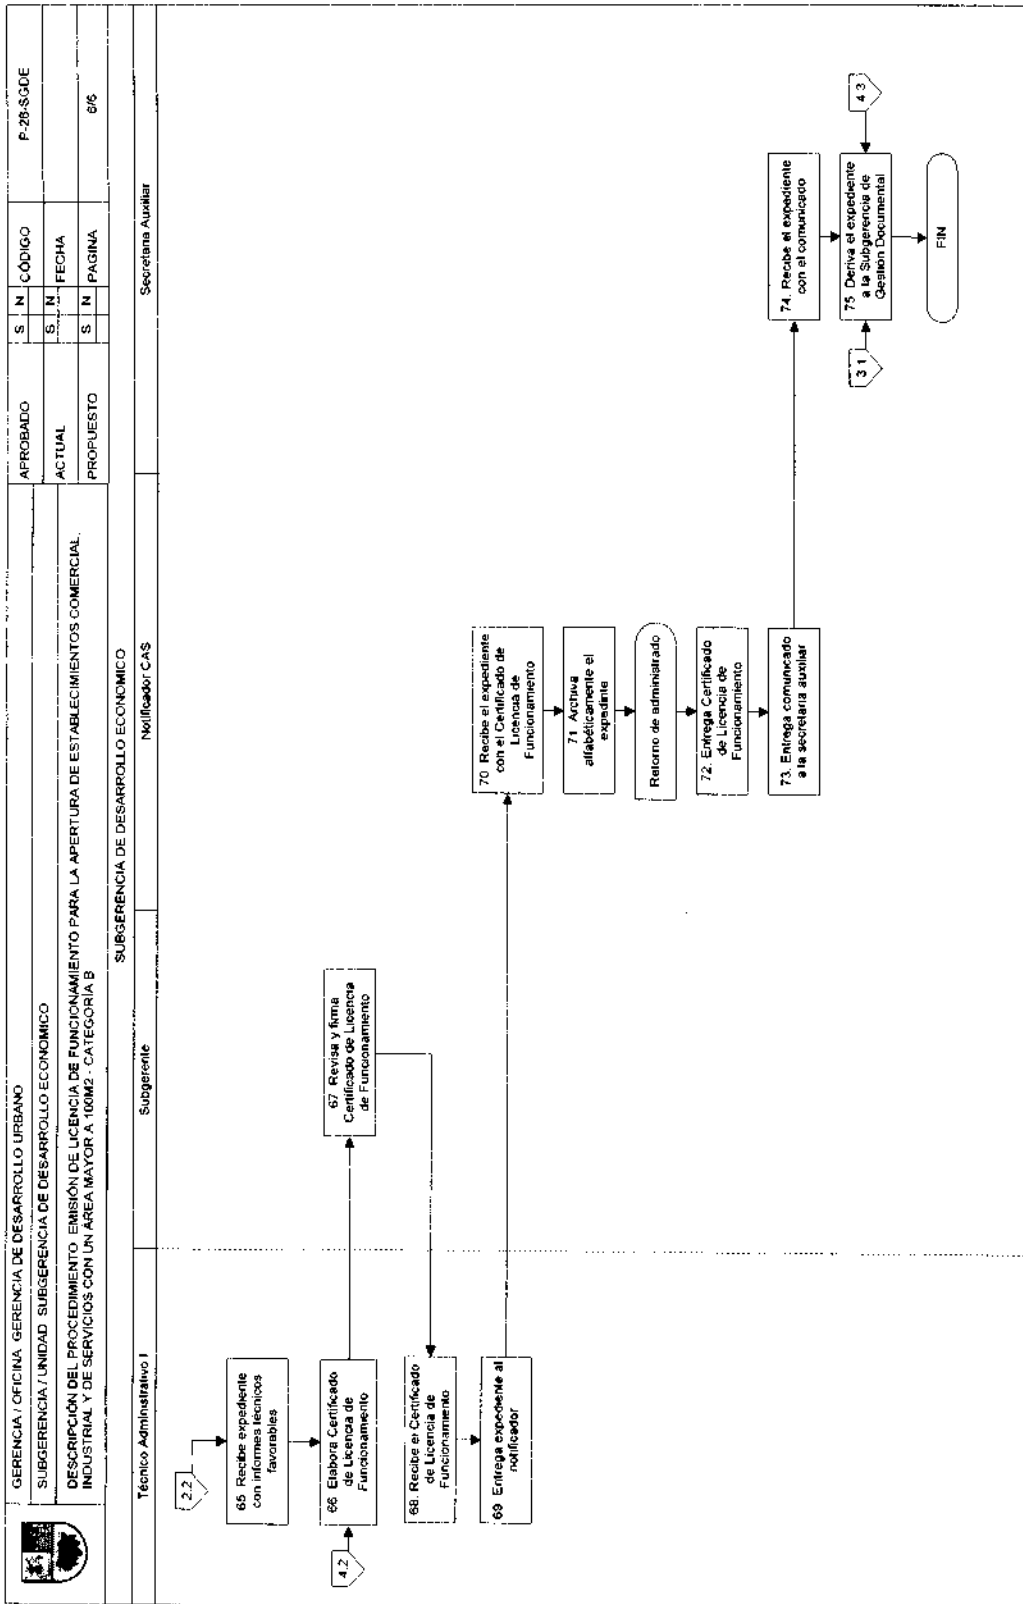 GERENCIA / OFICINA GERENCIA DE DESARROLLO URBANO
APROBADO
S
N
CÓDIGO
P-28-SGDE
SUBGERENCIA / UNIDAD SUBGERENCIA DE DESARROLLO ECONOMICO
ACTUAL
S
N
FECHA
DESCRIPCIÓN DEL PROCEDIMIENTO EMISIÓN DE LICENCIA DE FUNCIONAMIENTO PARA LA APERTURA DE ESTABLECIMIENTOS COMERCIAL,
INDUSTRIAL Y DE SERVICIOS CON UN ÁREA MAYOR A 100M2 - CATEGORÍA B
PROPUESTO
S
N
PAGINA
6/6
SUBGERENCIA DE DESARROLLO ECONOMICO
Técnico Administrativo I
Subgerente
Notificador CAS
Secretaria Auxiliar
2.2
65 Recibe expediente
con informes técnicos
favorables
4.2
66 Elabora Certificado
de Licencia de
Funcionamiento
67 Revisa y firma
Certificado de Licencia
de Funcionamiento
68. Recibe el Certificado
de Licencia de
Funcionamiento
69 Entrega expediente al
notificador
70 Recibe el expediente
con el Certificado de
Licencia de
Funcionamiento
71 Archiva
alfabéticamente el
expedinte
Retorno de administrado
72. Entrega Certificado
de Licencia de
Funcionamiento
73. Entrega comunicado
a la secretaria auxiliar
74. Recibe el expediente
con el comunicado
3 1
75 Deriva el expediente
a la Subgerencia de
Gestión Documental
4 3
FIN